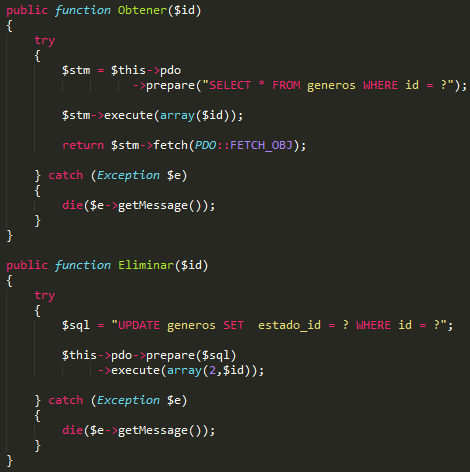 public function Obtener($id)
{
    try
    {
        $stm = $this->pdo
                  ->prepare("SELECT * FROM generos WHERE id = ?");

        $stm->execute(array($id));

        return $stm->fetch(PDO::FETCH_OBJ);

    } catch (Exception $e)
    {
        die($e->getMessage());
    }
}

public function Eliminar($id)
{
    try
    {
        $sql = "UPDATE generos SET  estado_id = ? WHERE id = ?";

        $this->pdo->prepare($sql)
             ->execute(array(2,$id));

    } catch (Exception $e)
    {
        die($e->getMessage());
    }
}